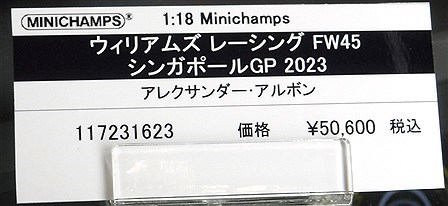 MINICHAMPS® 1:18 Minichamps
ウィリアムズ レーシング FW45
シンガポールGP 2023
アレクサンダー・アルボン
117231623 価格 ¥50,600 税込